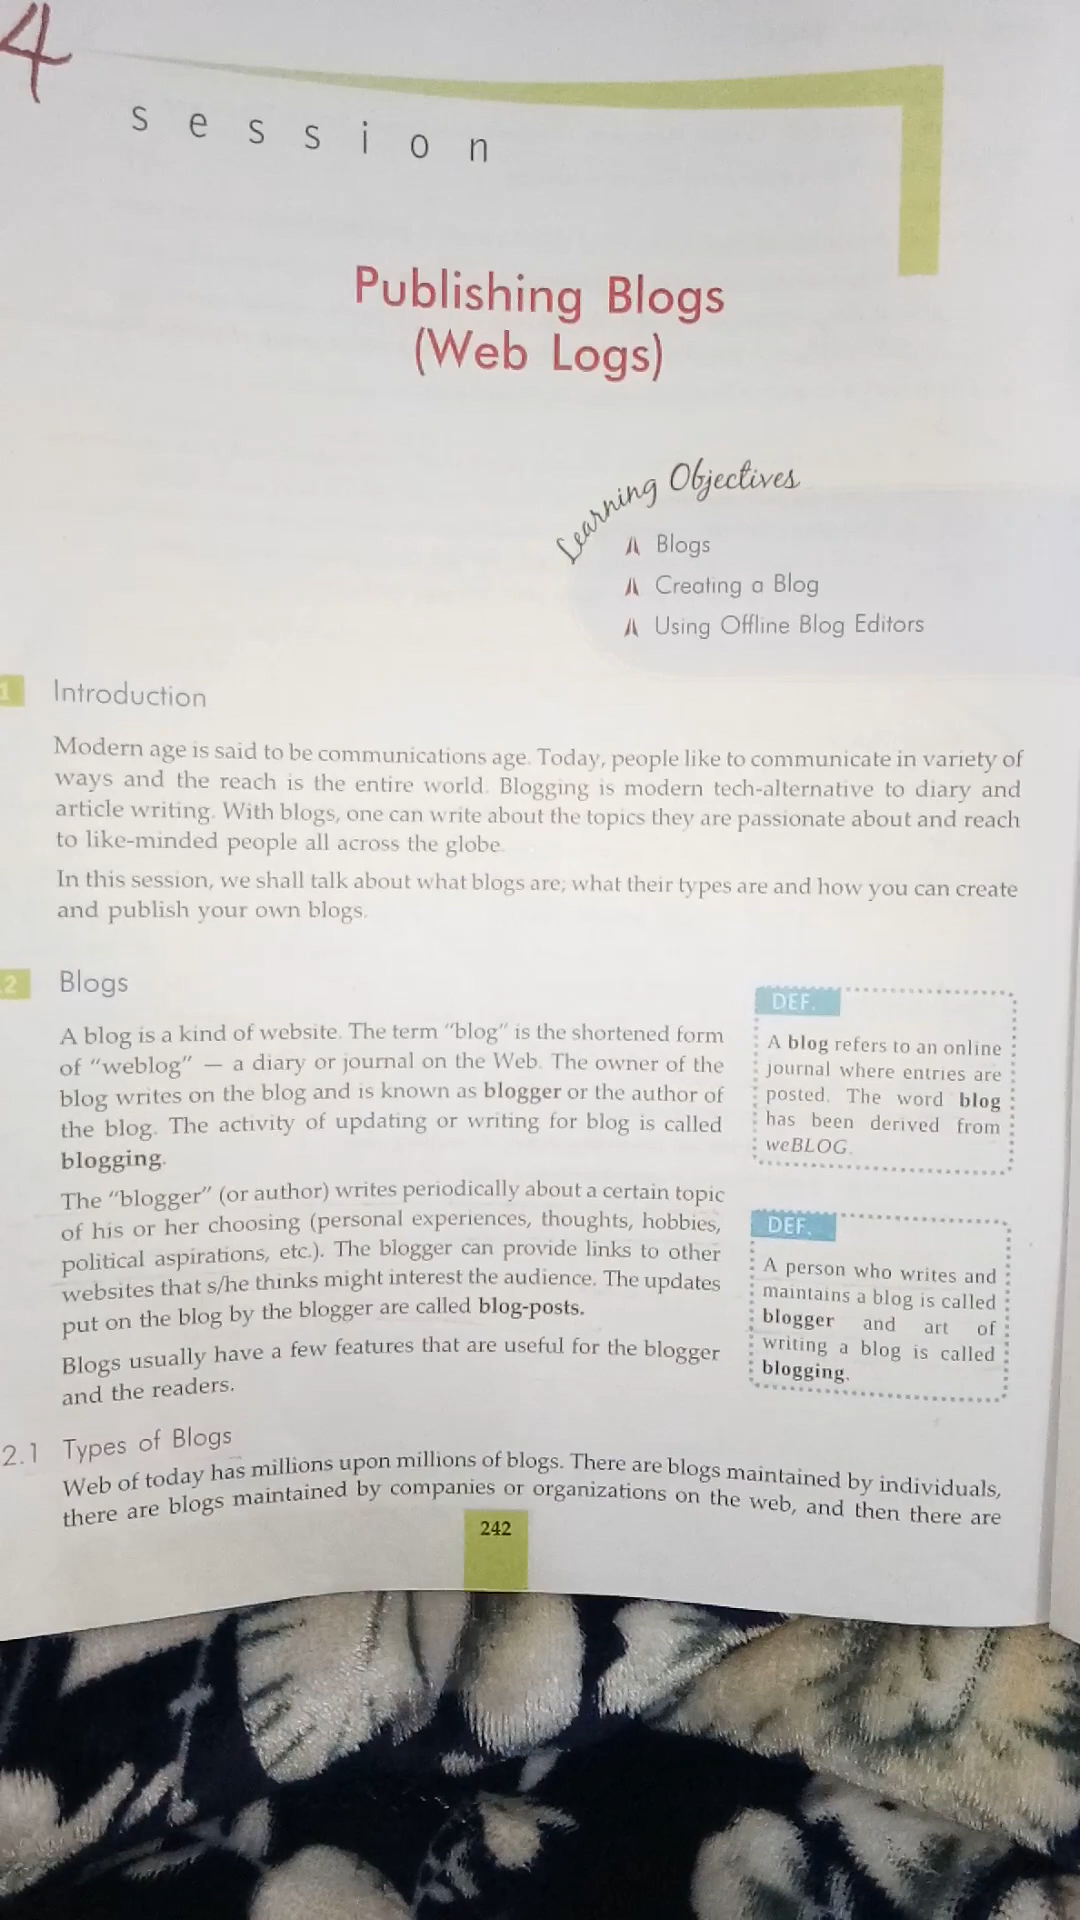 4
session
Publishing Blogs
(Web Logs)
Learning Objectives
Blogs
Creating a Blog
Using Offline Blog Editors
1 Introduction
Modern age is said to be communications age. Today, people like to communicate in variety of
ways and the reach is the entire world. Blogging is modern tech-alternative to diary and
article writing. With blogs, one can write about the topics they are passionate about and reach
to like-minded people all across the globe.
In this session, we shall talk about what blogs are; what their types are and how you can create
and publish your own blogs.
.2 Blogs
A blog is a kind of website. The term "blog" is the shortened form
of "weblog" — a diary or journal on the Web. The owner of the
blog writes on the blog and is known as blogger or the author of
the blog. The activity of updating or writing for blog is called
blogging.
The "blogger" (or author) writes periodically about a certain topic
of his or her choosing (personal experiences, thoughts, hobbies,
political aspirations, etc.). The blogger can provide links to other
websites that s/he thinks might interest the audience. The updates
put on the blog by the blogger are called blog-posts.
Blogs usually have a few features that are useful for the blogger
and the readers.
DEF.
A blog refers to an online
journal where entries are
posted. The word blog
has been derived from
weBLOG.
DEF.
A person who writes and
maintains a blog is called
blogger and art of
writing a blog is called
blogging.
2.1 Types of Blogs
Web of today has millions upon millions of blogs. There are blogs maintained by individuals,
there are blogs maintained by companies or organizations on the web, and then there are
242